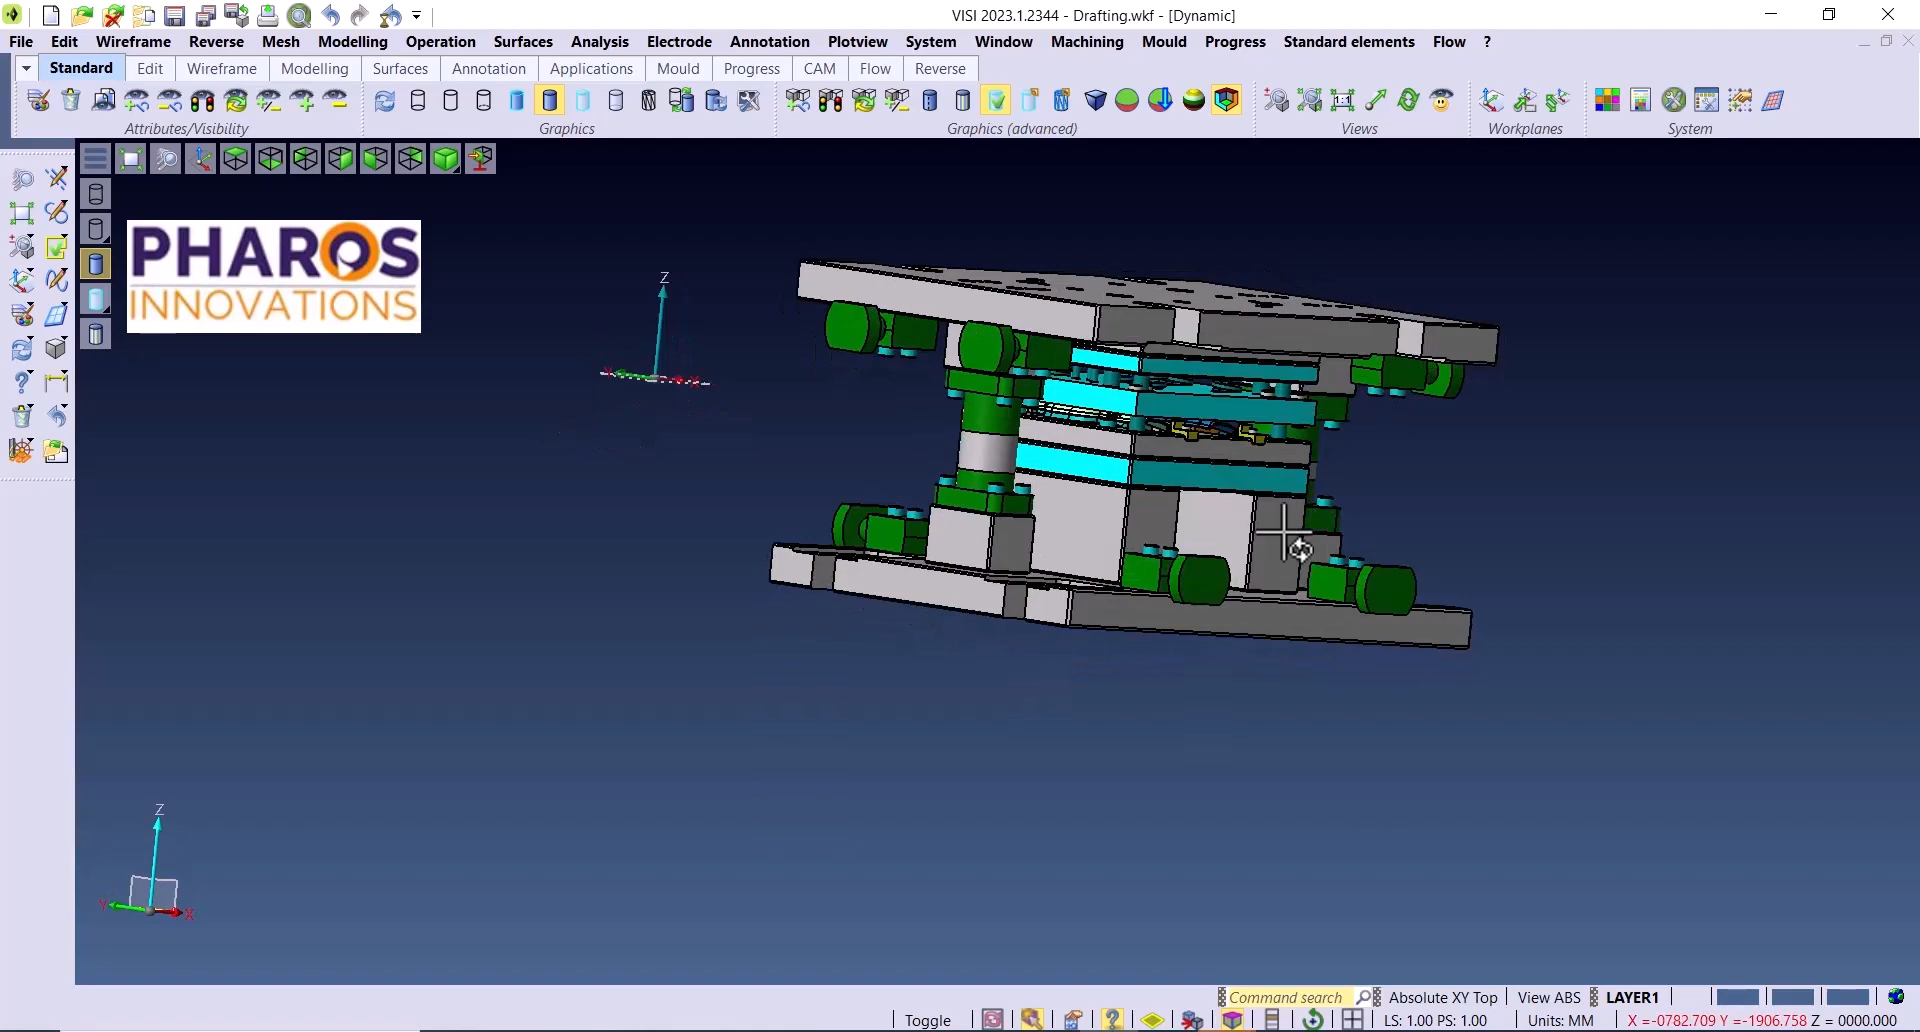 VISI 2023.1.2344 - Drafting.wkf - [Dynamic]
File Edit Wireframe Reverse Mesh Modelling Operation Surfaces Analysis Electrode Annotation Plotview System Window Machining Mould Progress Standard elements Flow ?
Standard Edit Wireframe Modelling Surfaces Annotation Applications Mould Progress CAM Flow Reverse
1:1
Attributes/Visibility Graphics Graphics (advanced) Views Workplanes System
PHAROS
INNOVATIONS
Z
Z
Y X
Command search Absolute XY Top View ABS LAYER1
Toggle LS: 1.00 PS: 1.00 Units: MM X =-0782.709 Y =-1906.758 Z = 0000.000